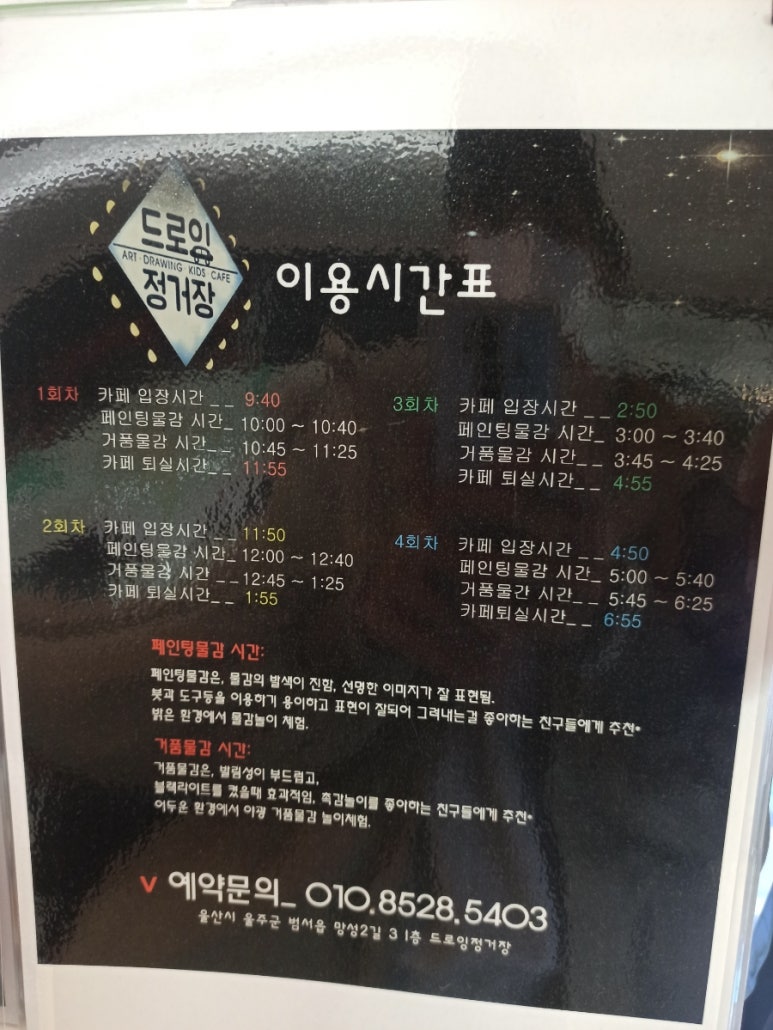 드로잉
ART · DRAWING · KIDS CAFE
정거장
이용시간표
1회차 카페 입장시간 _ _ 9:40
페인팅물감 시간_ 10:00 ~ 10:40
거품물감 시간_ _ 10:45 ~ 11:25
카페 퇴실시간_ _ 11:55
2회차 카페 입장시간 _ _ 11:50
페인팅물감 시간_ 12:00 ~ 12:40
거품물감 시간 _ _ 12:45 ~ 1:25
카페 퇴실시간_ _ 1:55
3회차 카페 입장시간 _ _ 2:50
페인팅물감 시간_ 3:00 ~ 3:40
거품물감 시간_ _ 3:45 ~ 4:25
카페 퇴실시간_ _ 4:55
4회차 카페 입장시간 _ _ 4:50
페인팅물감 시간_ 5:00 ~ 5:40
거품물간 시간_ _ 5:45 ~ 6:25
카페퇴실시간_ _ 6:55
페인팅물감 시간:
페인팅물감은, 물감의 발색이 진함, 선명한 이미지가 잘 표현됨.
붓과 도구등을 이용하기 용이하고 표현이 잘되어 그려내는걸 좋아하는 친구들에게 추천*
밝은 환경에서 물감놀이 체험.
거품물감 시간:
거품물감은, 발림성이 부드럽고,
블랙라이트를 켰을때 효과적임, 촉감놀이를 좋아하는 친구들에게 추천*
어두운 환경에서 야광 거품물감 놀이체험.
V 예약문의_ 010.8528.5403
울산시 울주군 범서읍 망성2길 3 1층 드로잉정거장